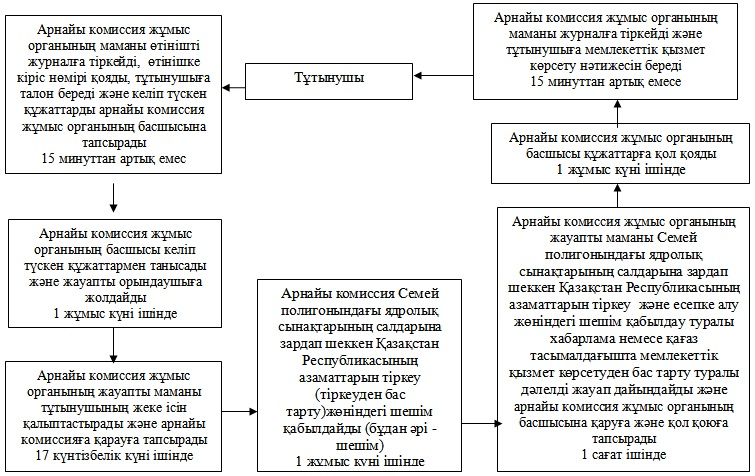 Тұтынушы
Арнайы комиссия жұмыс
органының маманы өтінішті
журналға тіркейді, өтінішке
кіріс нөмірі қояды, тұтынушыға
талон береді және келіп түскен
құжаттарды арнайы комиссия
жұмыс органының басшысына
тапсырады
15 минуттан артық емес
Арнайы комиссия жұмыс
органының басшысы келіп
түскен құжаттармен танысады
және жауапты орындаушыға
жолдайды
1 жұмыс күні ішінде
Арнайы комиссия жұмыс
органының жауапты маманы
тұтынушының жеке ісін
қалыптастырады және арнайы
комиссияға қарауға тапсырады
17 күнтізбелік күні ішінде
Арнайы комиссия Семей
полигонындағы ядролық
сынақтарының салдарына
зардап шеккен Қазақстан
Республикасының
азаматтарын тіркеу
(тіркеуден бас
тарту)жөніндегі шешім
қабылдайды (бұдан әрі -
шешім)
1 жұмыс күні ішінде
Арнайы комиссия жұмыс органының
жауапты маманы Семей
полигонындағы ядролық
сынақтарының салдарына зардап
шеккен Қазақстан Республикасының
азаматтарын тіркеу және есепке алу
жөніндегі шешім қабылдау туралы
хабарлама немесе қағаз
тасымалдағышта мемлекеттік
қызмет көрсетуден бас тарту туралы
дәлелді жауап дайындайды және
арнайы комиссия жұмыс органының
басшысына қаруға және қол қоюға
тапсырады
1 сағат ішінде
Арнайы комиссия жұмыс органының
басшысы құжаттарға қол қояды
1 жұмыс күні ішінде
Арнайы комиссия жұмыс органының
маманы журналға тіркейді және
тұтынушыға мемлекеттік қызмет
көрсету нәтижесін береді
15 минуттан артық емесе